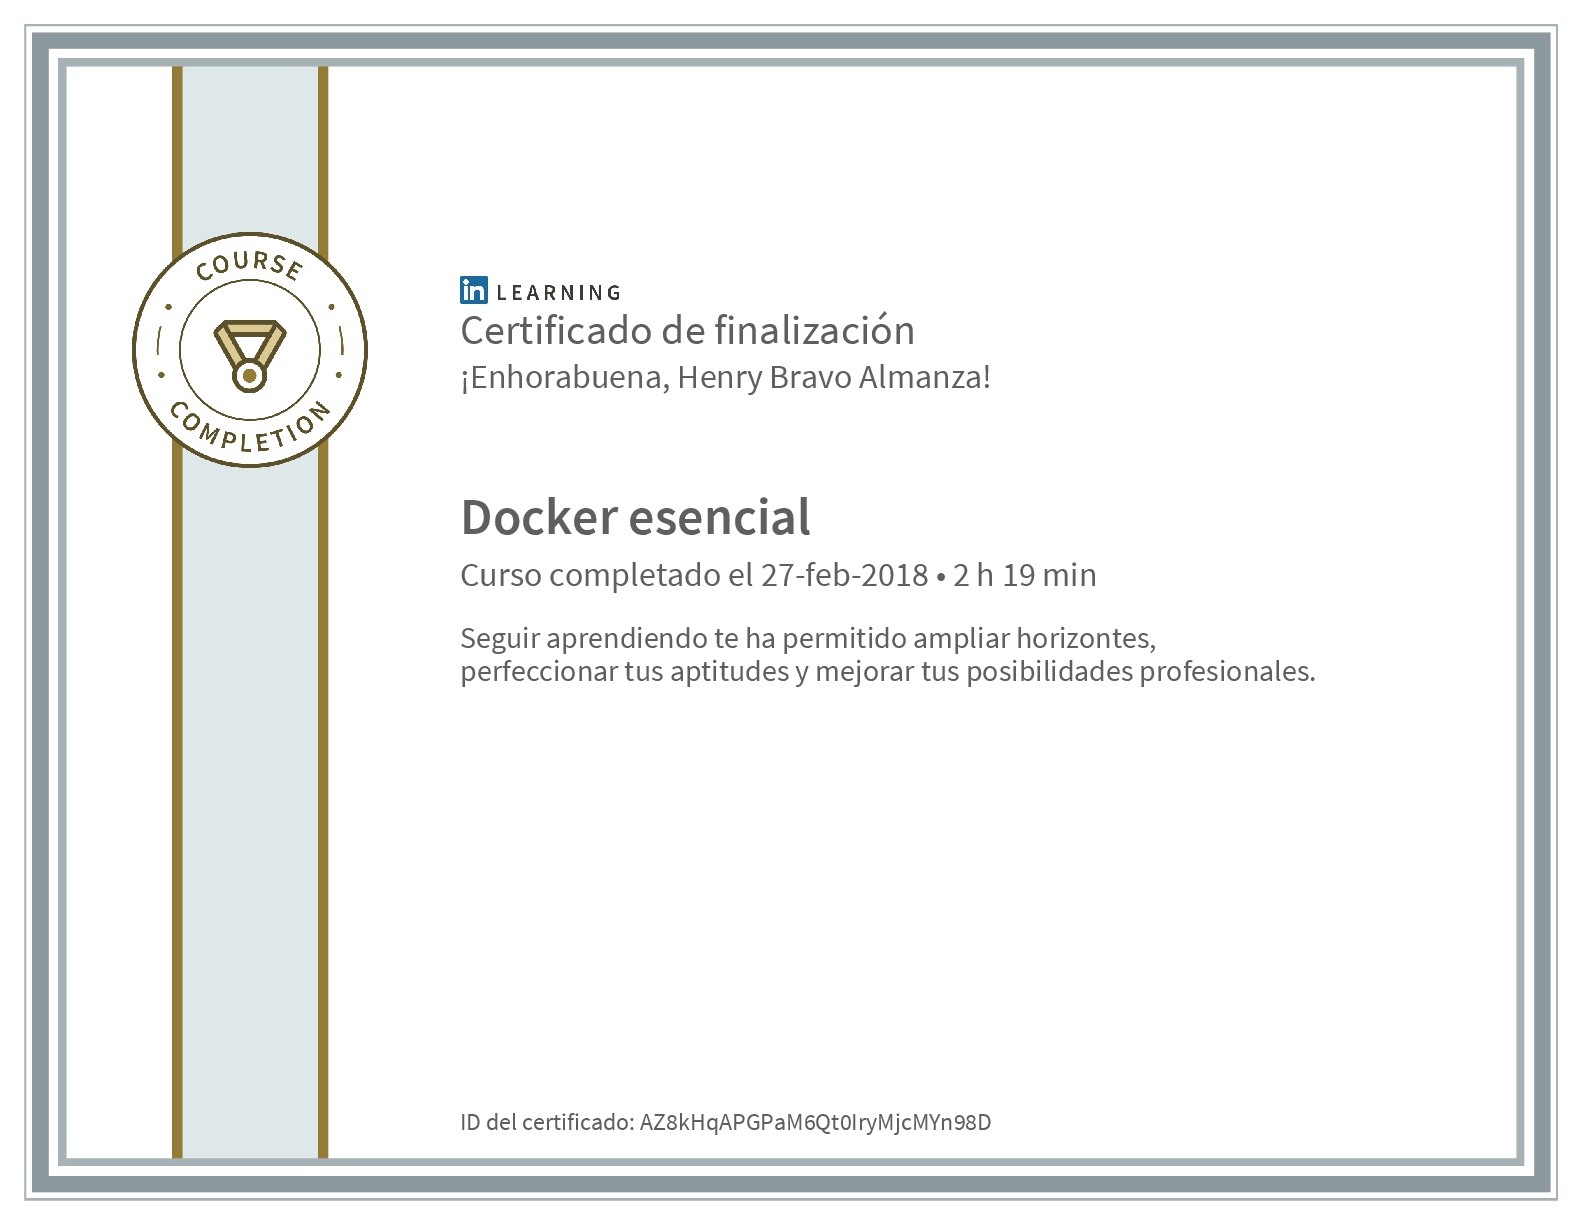 COURSE
COMPLETION
in LEARNING
Certificado de finalización
¡Enhorabuena, Henry Bravo Almanza!
Docker esencial
Curso completado el 27-feb-2018 • 2 h 19 min
Seguir aprendiendo te ha permitido ampliar horizontes,
perfeccionar tus aptitudes y mejorar tus posibilidades profesionales.
ID del certificado: AZ8kHqAPGPaM6Qt0IryMjcMYn98D